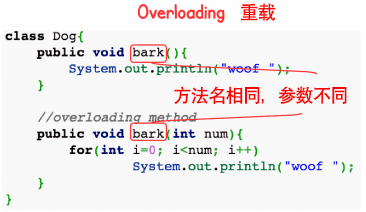 Overloading 重载
class Dog{
public void bark(){
System.out.println("woof ");
}
方法名相同，参数不同
//overloading method
public void bark(int num){
for(int i=0; i<num; i++)
System.out.println("woof ");
}
}